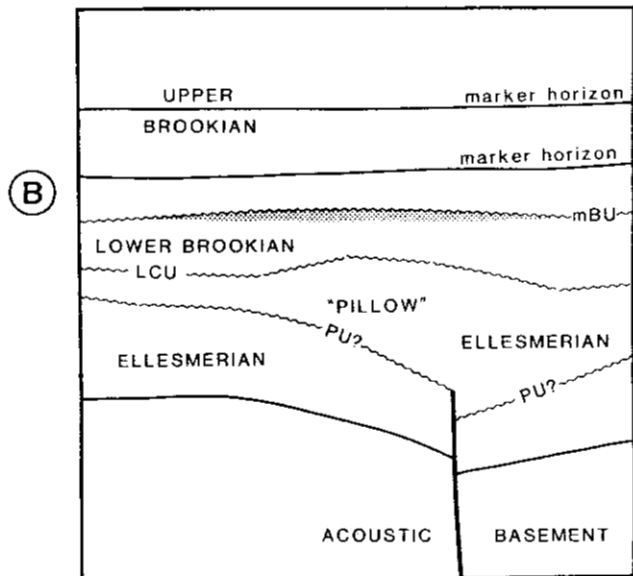 UPPER
marker horizon
BROOKIAN
marker horizon
B
mBU
LOWER BROOKIAN
LCU
"PILLOW"
PU?
ELLESMERIAN
ELLESMERIAN
PU?
ACOUSTIC
BASEMENT